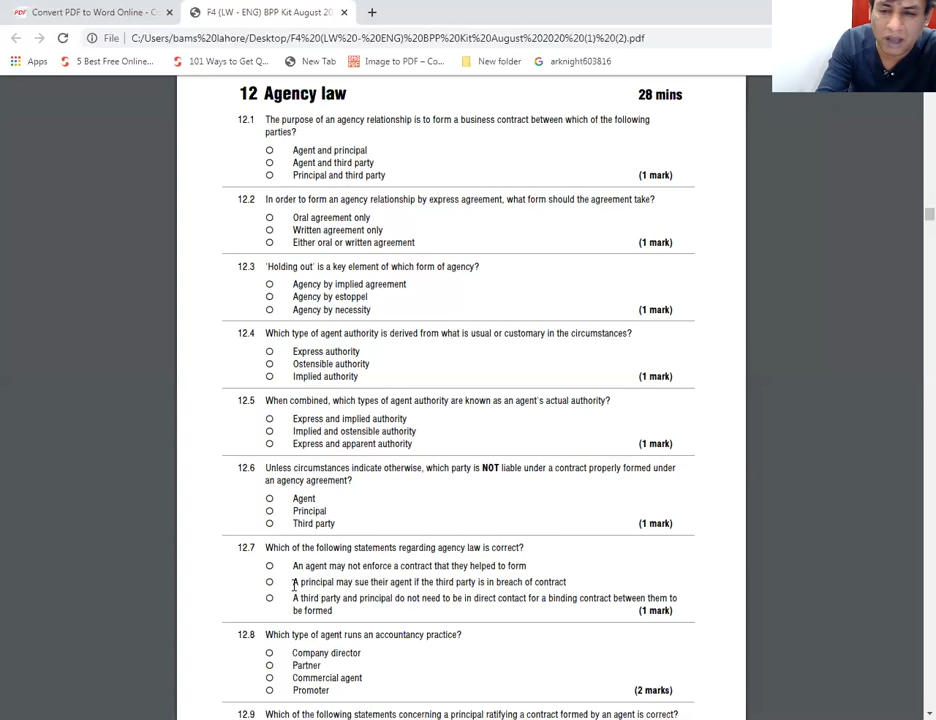 Convert PDF to Word Online – Co
F4 (LW - ENG) BPP Kit August 20
File | C:/Users/bams%20lahore/Desktop/F4%20(LW%20-%20ENG)%20BPP%20Kit%20August%202020%20(1)%20(2).pdf
Apps 5 Best Free Online... 101 Ways to Get Q... New Tab Image to PDF – Co... New folder arknight603816
12 Agency law 28 mins
12.1 The purpose of an agency relationship is to form a business contract between which of the following
parties?
Agent and principal
Agent and third party
Principal and third party (1 mark)
12.2 In order to form an agency relationship by express agreement, what form should the agreement take?
Oral agreement only
Written agreement only
Either oral or written agreement (1 mark)
12.3 'Holding out' is a key element of which form of agency?
Agency by implied agreement
Agency by estoppel
Agency by necessity (1 mark)
12.4 Which type of agent authority is derived from what is usual or customary in the circumstances?
Express authority
Ostensible authority
Implied authority (1 mark)
12.5 When combined, which types of agent authority are known as an agent's actual authority?
Express and implied authority
Implied and ostensible authority
Express and apparent authority (1 mark)
12.6 Unless circumstances indicate otherwise, which party is NOT liable under a contract properly formed under
an agency agreement?
Agent
Principal
Third party (1 mark)
12.7 Which of the following statements regarding agency law is correct?
An agent may not enforce a contract that they helped to form
A principal may sue their agent if the third party is in breach of contract
A third party and principal do not need to be in direct contact for a binding contract between them to
be formed (1 mark)
12.8 Which type of agent runs an accountancy practice?
Company director
Partner
Commercial agent
Promoter (2 marks)
12.9 Which of the following statements concerning a principal ratifying a contract formed by an agent is correct?